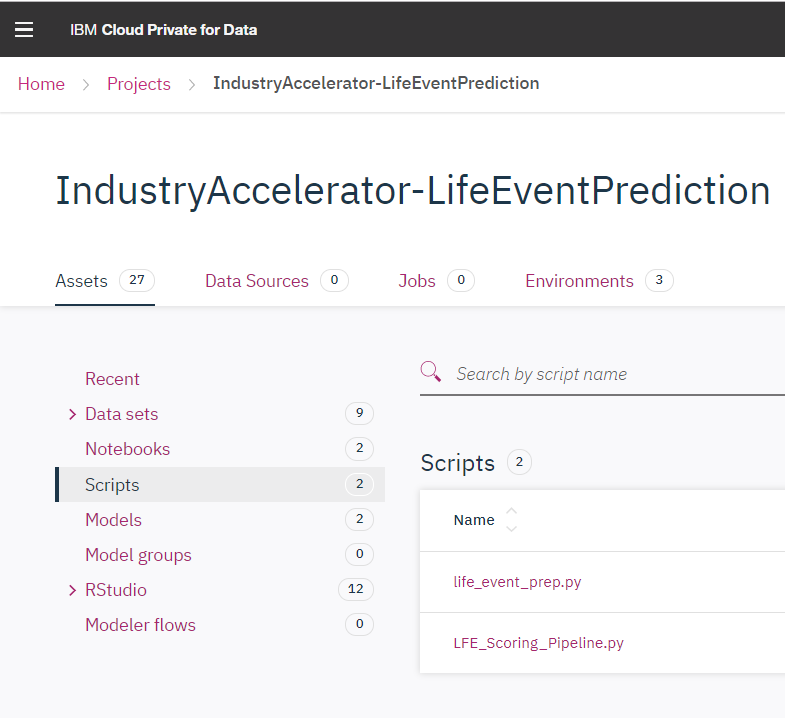 IBM Cloud Private for Data
Home > Projects > IndustryAccelerator-LifeEventPrediction
IndustryAccelerator-LifeEventPrediction
Assets 27 Data Sources 0 Jobs 0 Environments 3
Recent
Data sets 9
Notebooks 2
Scripts 2
Models 2
Model groups 0
RStudio 12
Modeler flows 0
Search by script name
Scripts 2
Name
life_event_prep.py
LFE_Scoring_Pipeline.py